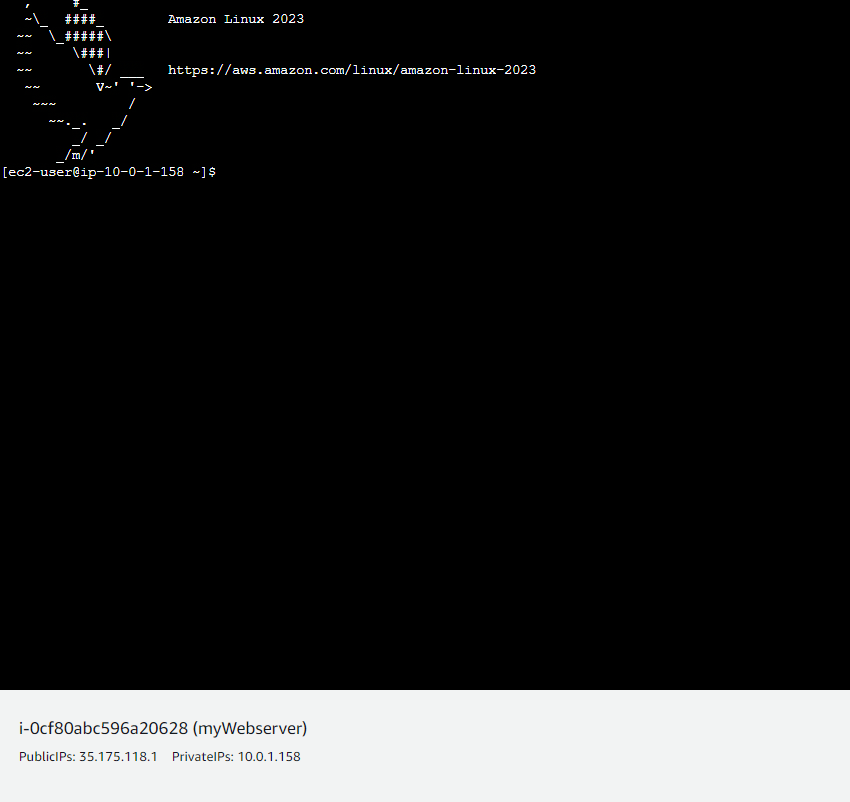 ,     #_
   ~\_  ####_        Amazon Linux 2023
  ~~  \_#####\
  ~~     \###|
  ~~       \#/ ___   https://aws.amazon.com/linux/amazon-linux-2023
   ~~       V~' '->
    ~~~         /
      ~~._.   _/
         _/ _/
       _/m/'
[ec2-user@ip-10-0-1-158 ~]$
i-0cf80abc596a20628 (myWebserver)
PublicIPs: 35.175.118.1 PrivateIPs: 10.0.1.158